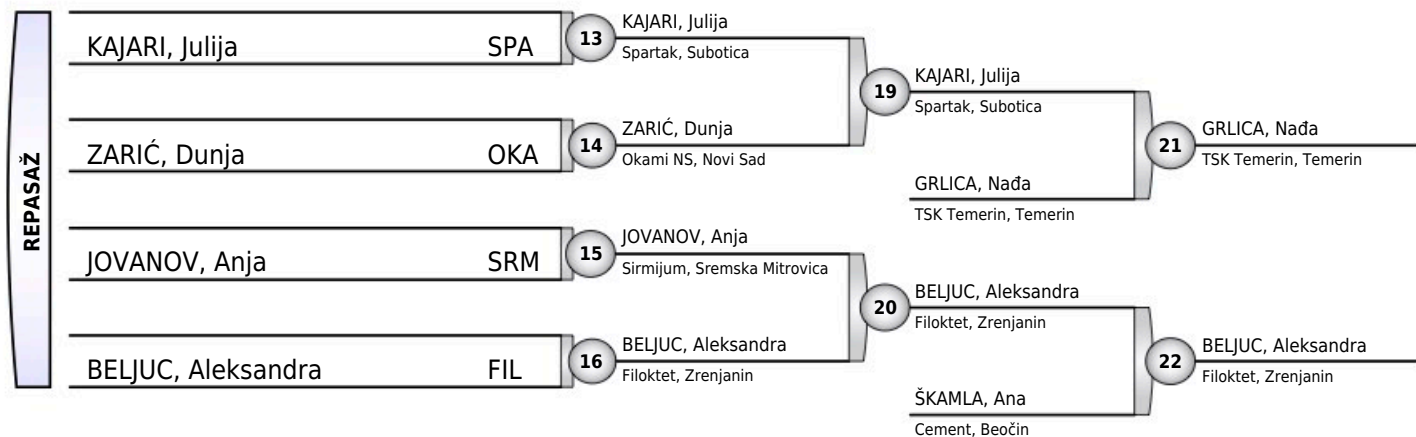 REPASAŽ
KAJARI, Julija SPA
ZARIĆ, Dunja OKA
JOVANOV, Anja SRM
BELJUC, Aleksandra FIL
13
KAJARI, Julija
Spartak, Subotica
14
ZARIĆ, Dunja
Okami NS, Novi Sad
15
JOVANOV, Anja
Sirmijum, Sremska Mitrovica
16
BELJUC, Aleksandra
Filoktet, Zrenjanin
19
KAJARI, Julija
Spartak, Subotica
GRLICA, Nađa
TSK Temerin, Temerin
20
BELJUC, Aleksandra
Filoktet, Zrenjanin
ŠKAMLA, Ana
Cement, Beočin
21
GRLICA, Nađa
TSK Temerin, Temerin
22
BELJUC, Aleksandra
Filoktet, Zrenjanin